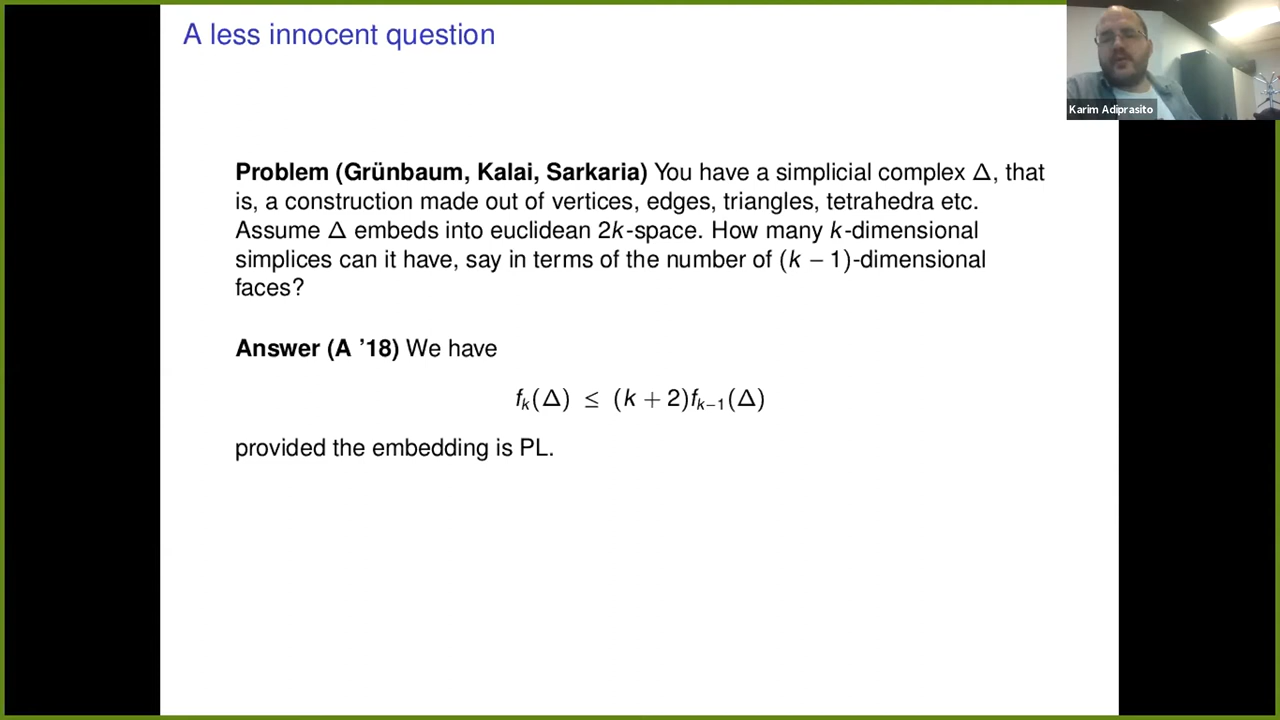 A less innocent question
Karim Adiprasito
Problem (Grünbaum, Kalai, Sarkaria) You have a simplicial complex Δ, that
is, a construction made out of vertices, edges, triangles, tetrahedra etc.
Assume Δ embeds into euclidean 2k-space. How many k-dimensional
simplices can it have, say in terms of the number of (k − 1)-dimensional
faces?
Answer (A '18) We have
fₖ(Δ) ≤ (k + 2)fₖ₋₁(Δ)
provided the embedding is PL.